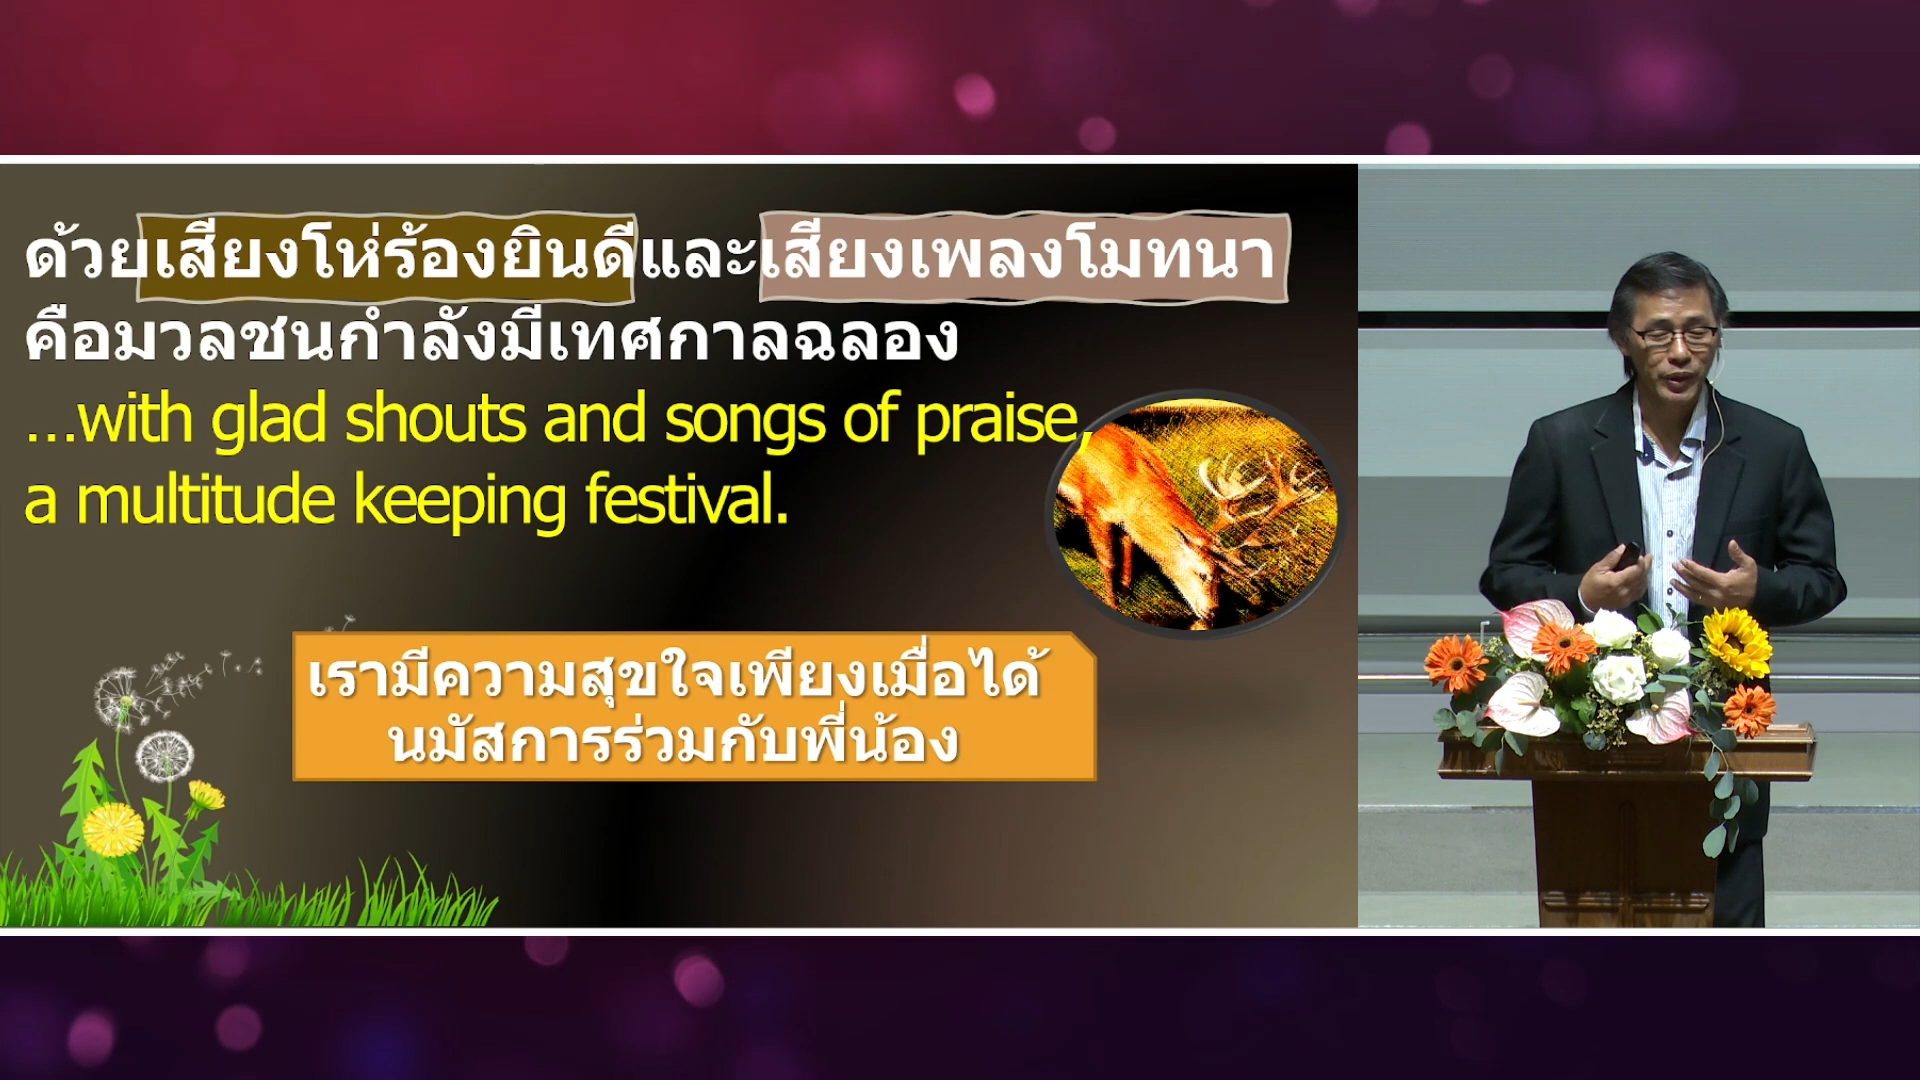 ด้วยเสียงโห่ร้องยินดีและเสียงเพลงโมทนา
คือมวลชนกำลังมีเทศกาลฉลอง
...with glad shouts and songs of praise,
a multitude keeping festival.
เรามีความสุขใจเพียงเมื่อได้
นมัสการร่วมกับพี่น้อง